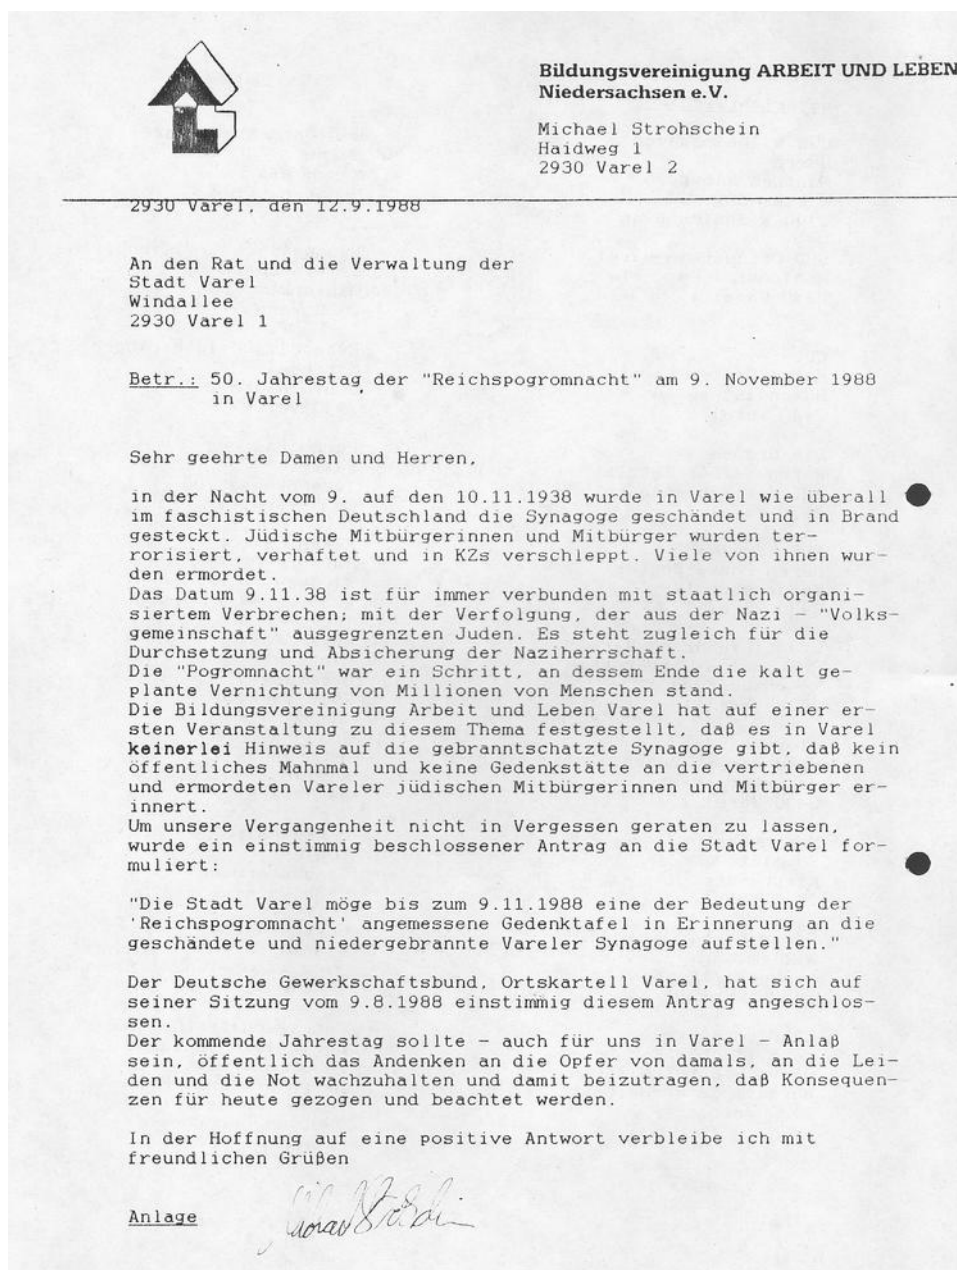 Bildungsvereinigung ARBEIT UND LEBEN
Niedersachsen e.V.
Michael Strohschein
Haidweg 1
2930 Varel 2
2930 Varel, den 12.9.1988
An den Rat und die Verwaltung der
Stadt Varel
Windallee
2930 Varel 1
Betr.: 50. Jahrestag der "Reichspogromnacht" am 9. November 1988
in Varel
Sehr geehrte Damen und Herren,
in der Nacht vom 9. auf den 10.11.1938 wurde in Varel wie überall
im faschistischen Deutschland die Synagoge geschändet und in Brand
gesteckt. Jüdische Mitbürgerinnen und Mitbürger wurden ter-
rorisiert, verhaftet und in KZs verschleppt. Viele von ihnen wur-
den ermordet.
Das Datum 9.11.38 ist für immer verbunden mit staatlich organi-
siertem Verbrechen; mit der Verfolgung, der aus der Nazi - "Volks-
gemeinschaft" ausgegrenzten Juden. Es steht zugleich für die
Durchsetzung und Absicherung der Naziherrschaft.
Die "Pogromnacht" war ein Schritt, an dessem Ende die kalt ge-
plante Vernichtung von Millionen von Menschen stand.
Die Bildungsvereinigung Arbeit und Leben Varel hat auf einer er-
sten Veranstaltung zu diesem Thema festgestellt, daß es in Varel
keinerlei Hinweis auf die gebranntschatzte Synagoge gibt, daß kein
öffentliches Mahnmal und keine Gedenkstätte an die vertriebenen
und ermordeten Vareler jüdischen Mitbürgerinnen und Mitbürger er-
innert.
Um unsere Vergangenheit nicht in Vergessen geraten zu lassen,
wurde ein einstimmig beschlossener Antrag an die Stadt Varel for-
muliert:
"Die Stadt Varel möge bis zum 9.11.1988 eine der Bedeutung der
'Reichspogromnacht' angemessene Gedenktafel in Erinnerung an die
geschändete und niedergebrannte Vareler Synagoge aufstellen."
Der Deutsche Gewerkschaftsbund, Ortskartell Varel, hat sich auf
seiner Sitzung vom 9.8.1988 einstimmig diesem Antrag angeschlos-
sen.
Der kommende Jahrestag sollte - auch für uns in Varel - Anlaß
sein, öffentlich das Andenken an die Opfer von damals, an die Lei-
den und die Not wachzuhalten und damit beizutragen, daß Konsequen-
zen für heute gezogen und beachtet werden.
In der Hoffnung auf eine positive Antwort verbleibe ich mit
freundlichen Grüßen
Anlage